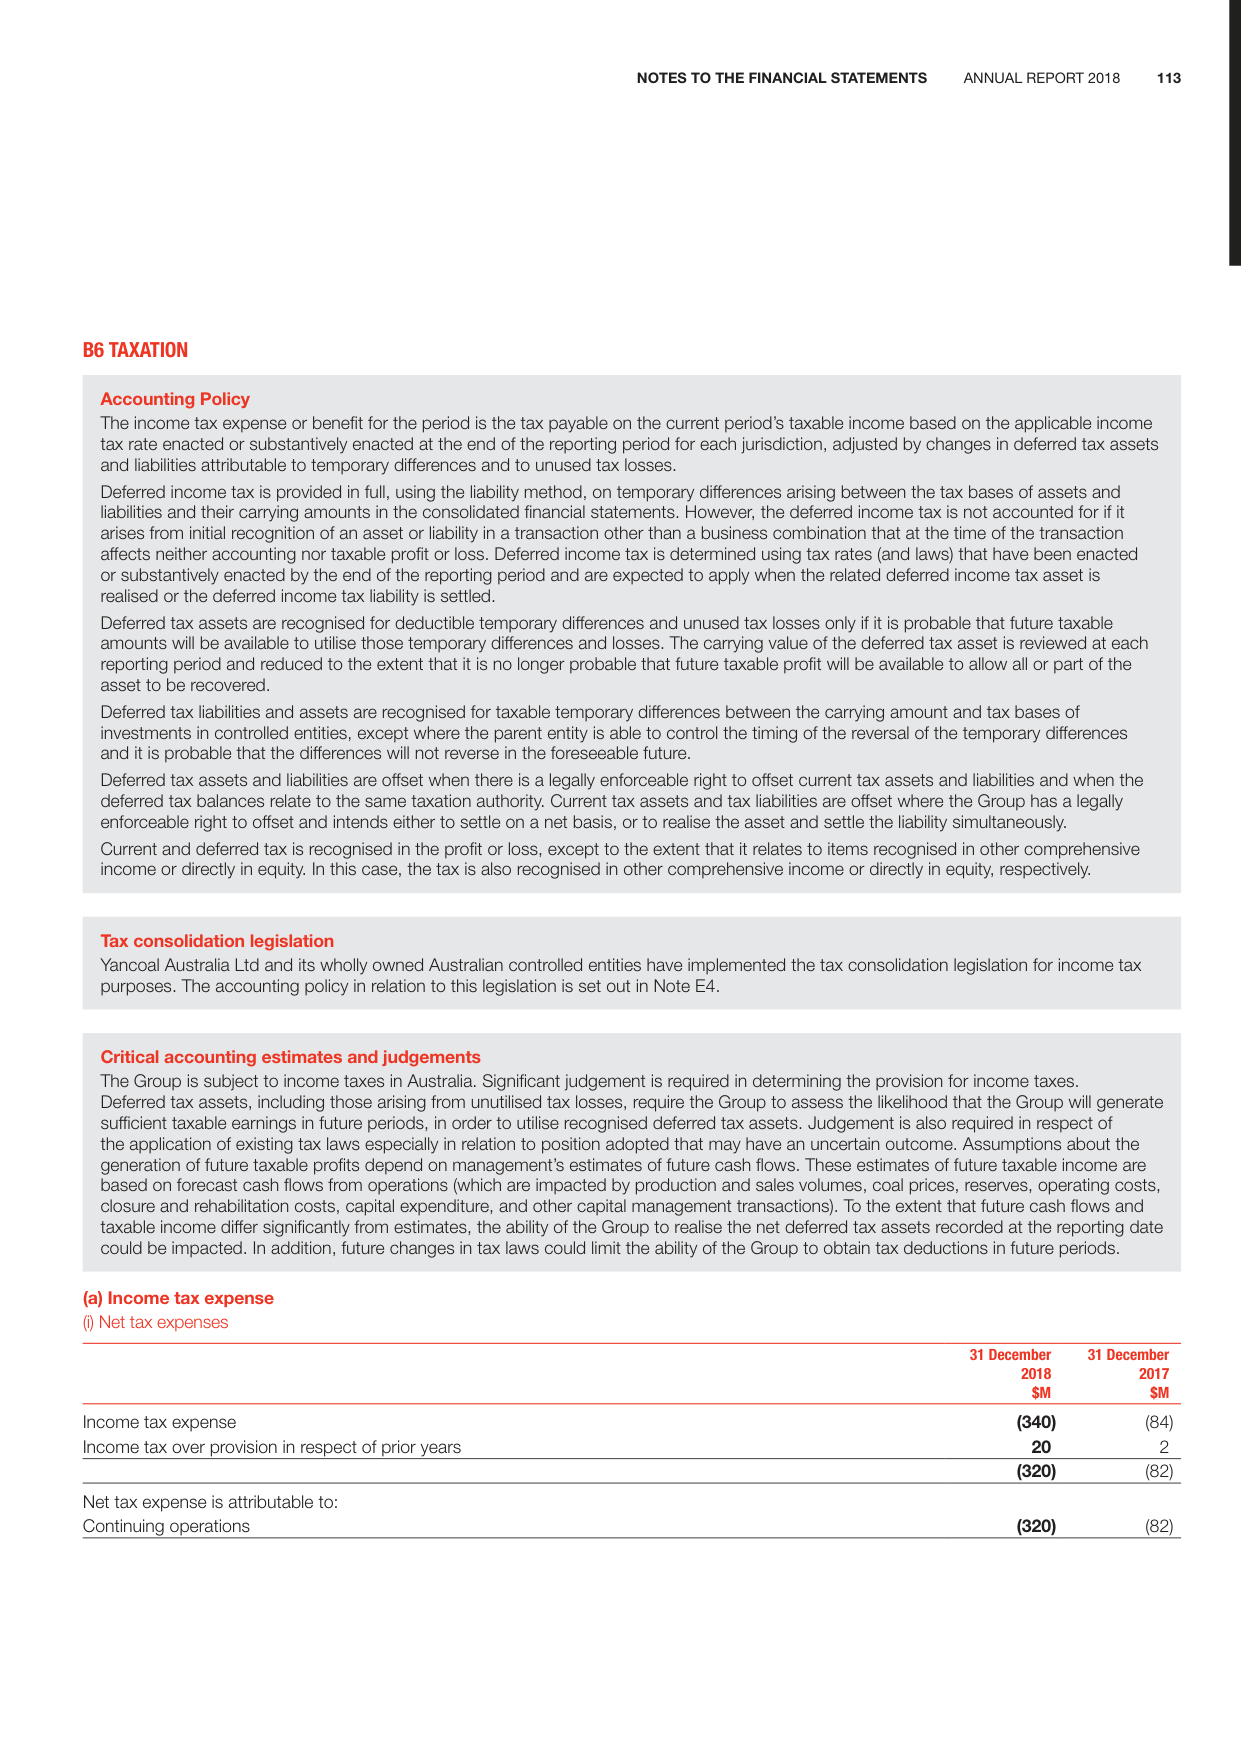 NOTES TO THE FINANCIAL STATEMENTS ANNUAL REPORT 2018 113
B6 TAXATION
Accounting Policy
The income tax expense or benefit for the period is the tax payable on the current period's taxable income based on the applicable income
tax rate enacted or substantively enacted at the end of the reporting period for each jurisdiction, adjusted by changes in deferred tax assets
and liabilities attributable to temporary differences and to unused tax losses.
Deferred income tax is provided in full, using the liability method, on temporary differences arising between the tax bases of assets and
liabilities and their carrying amounts in the consolidated financial statements. However, the deferred income tax is not accounted for if it
arises from initial recognition of an asset or liability in a transaction other than a business combination that at the time of the transaction
affects neither accounting nor taxable profit or loss. Deferred income tax is determined using tax rates (and laws) that have been enacted
or substantively enacted by the end of the reporting period and are expected to apply when the related deferred income tax asset is
realised or the deferred income tax liability is settled.
Deferred tax assets are recognised for deductible temporary differences and unused tax losses only if it is probable that future taxable
amounts will be available to utilise those temporary differences and losses. The carrying value of the deferred tax asset is reviewed at each
reporting period and reduced to the extent that it is no longer probable that future taxable profit will be available to allow all or part of the
asset to be recovered.
Deferred tax liabilities and assets are recognised for taxable temporary differences between the carrying amount and tax bases of
investments in controlled entities, except where the parent entity is able to control the timing of the reversal of the temporary differences
and it is probable that the differences will not reverse in the foreseeable future.
Deferred tax assets and liabilities are offset when there is a legally enforceable right to offset current tax assets and liabilities and when the
deferred tax balances relate to the same taxation authority. Current tax assets and tax liabilities are offset where the Group has a legally
enforceable right to offset and intends either to settle on a net basis, or to realise the asset and settle the liability simultaneously.
Current and deferred tax is recognised in the profit or loss, except to the extent that it relates to items recognised in other comprehensive
income or directly in equity. In this case, the tax is also recognised in other comprehensive income or directly in equity, respectively.
Tax consolidation legislation
Yancoal Australia Ltd and its wholly owned Australian controlled entities have implemented the tax consolidation legislation for income tax
purposes. The accounting policy in relation to this legislation is set out in Note E4.
Critical accounting estimates and judgements
The Group is subject to income taxes in Australia. Significant judgement is required in determining the provision for income taxes.
Deferred tax assets, including those arising from unutilised tax losses, require the Group to assess the likelihood that the Group will generate
sufficient taxable earnings in future periods, in order to utilise recognised deferred tax assets. Judgement is also required in respect of
the application of existing tax laws especially in relation to position adopted that may have an uncertain outcome. Assumptions about the
generation of future taxable profits depend on management's estimates of future cash flows. These estimates of future taxable income are
based on forecast cash flows from operations (which are impacted by production and sales volumes, coal prices, reserves, operating costs,
closure and rehabilitation costs, capital expenditure, and other capital management transactions). To the extent that future cash flows and
taxable income differ significantly from estimates, the ability of the Group to realise the net deferred tax assets recorded at the reporting date
could be impacted. In addition, future changes in tax laws could limit the ability of the Group to obtain tax deductions in future periods.
(a) Income tax expense
(i) Net tax expenses
31 December 31 December
2018 2017
$M $M
Income tax expense (340) (84)
Income tax over provision in respect of prior years 20 2
(320) (82)
Net tax expense is attributable to:
Continuing operations (320) (82)